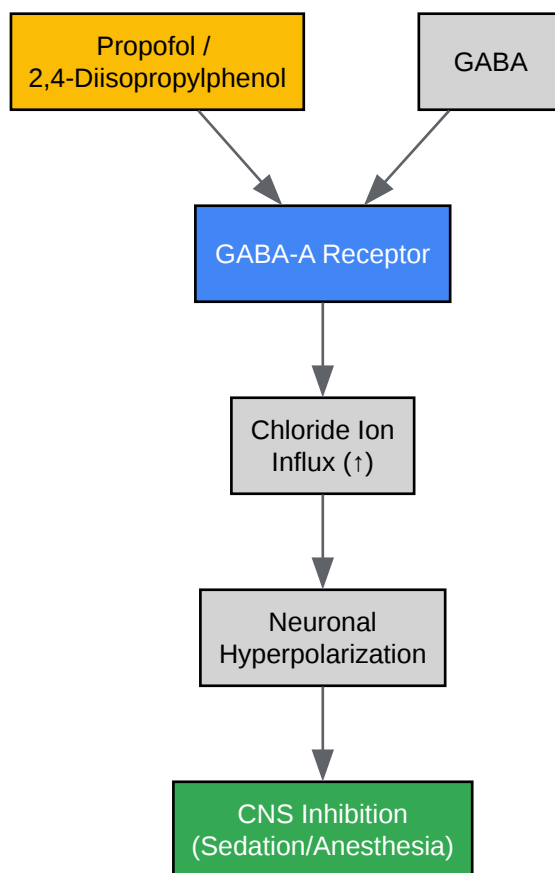 Propofol /
2,4-Diisopropylphenol
GABA
GABA-A Receptor
Chloride Ion
Influx (↑)
Neuronal
Hyperpolarization
CNS Inhibition
(Sedation/Anesthesia)